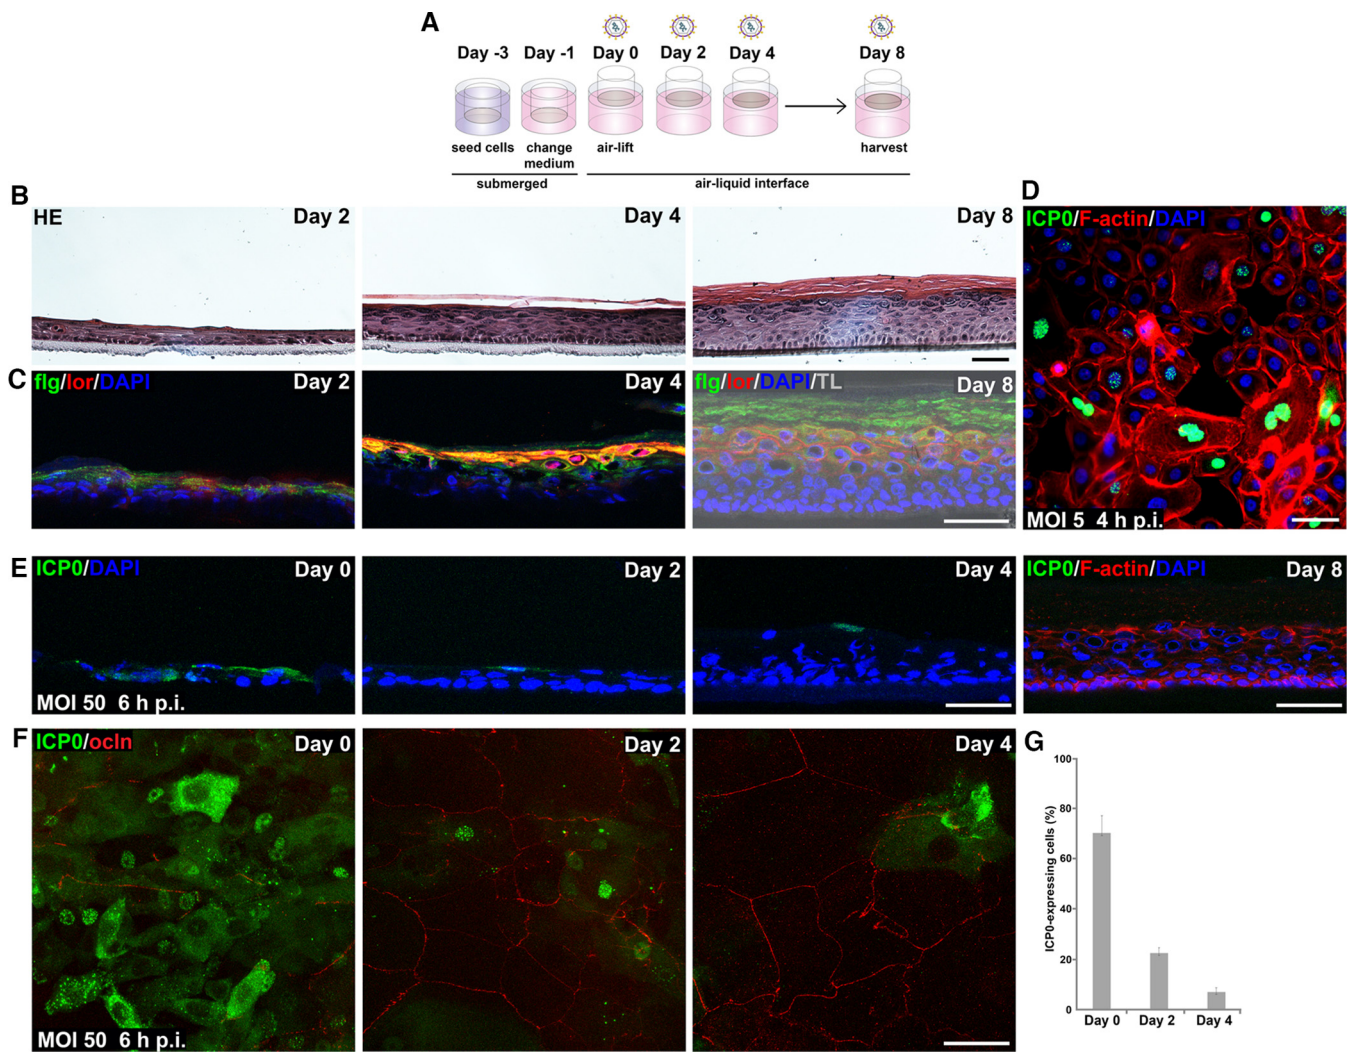 A
Day -3 Day -1 Day 0 Day 2 Day 4 Day 8
seed cells change medium air-lift harvest
submerged air-liquid interface
B
HE Day 2 Day 4 Day 8
C
flg/lor/DAPI Day 2 Day 4 flg/lor/DAPI/TL Day 8
D
ICP0/F-actin/DAPI
MOI 5 4 h p.i.
E
ICP0/DAPI Day 0 Day 2 Day 4 ICP0/F-actin/DAPI Day 8
MOI 50 6 h p.i.
F
ICP0/ocln Day 0 Day 2 Day 4
MOI 50 6 h p.i.
G
ICP0-expressing cells (%)
100
80
60
40
20
0
Day 0 Day 2 Day 4